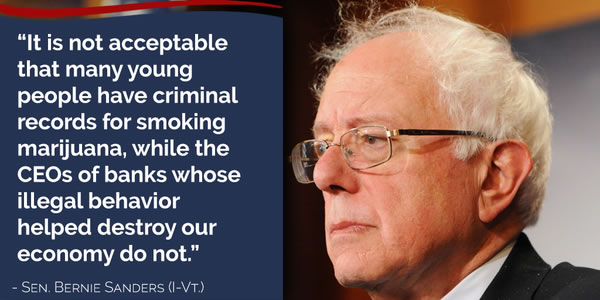 “It is not acceptable
that many young
people have criminal
records for smoking
marijuana, while the
CEOs of banks whose
illegal behavior
helped destroy our
economy do not.”
- Sen. Bernie Sanders (I-Vt.)